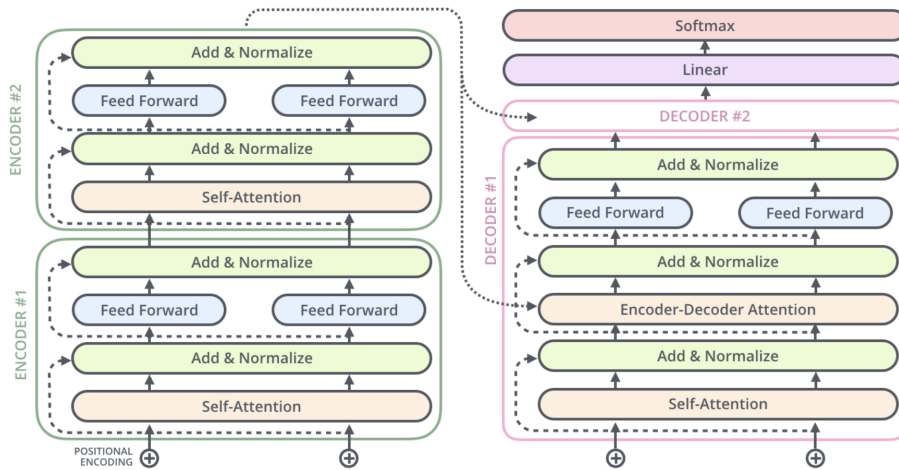 ENCODER #2
Add & Normalize
Feed Forward
Feed Forward
Add & Normalize
Self-Attention
ENCODER #1
Add & Normalize
Feed Forward
Feed Forward
Add & Normalize
Self-Attention
POSITIONAL
ENCODING
Softmax
Linear
DECODER #2
DECODER #1
Add & Normalize
Feed Forward
Feed Forward
Add & Normalize
Encoder-Decoder Attention
Add & Normalize
Self-Attention